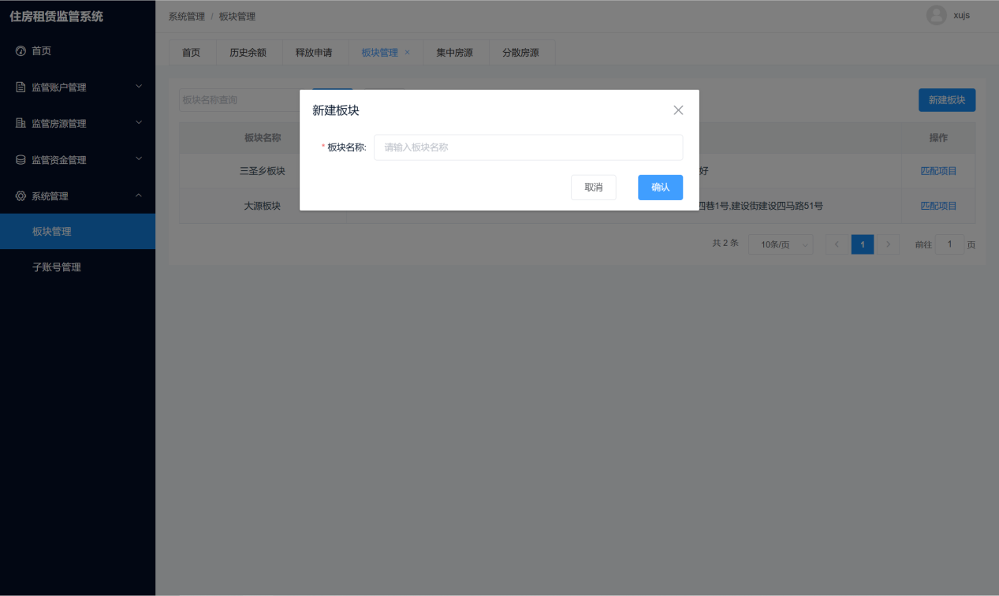 住房租赁监管系统
系统管理 / 板块管理
xujs
首页
监管账户管理
监管房源管理
监管资金管理
系统管理
板块管理
子账号管理
首页 历史余额 释放申请 板块管理 × 集中房源 分散房源
板块名称查询
新建板块
新建板块
* 板块名称: 请输入板块名称
取消 确认
板块名称 操作
三圣乡板块 好 匹配项目
大源板块 四巷1号,建设街建设四马路51号 匹配项目
共 2 条 10条/页 1 前往 1 页